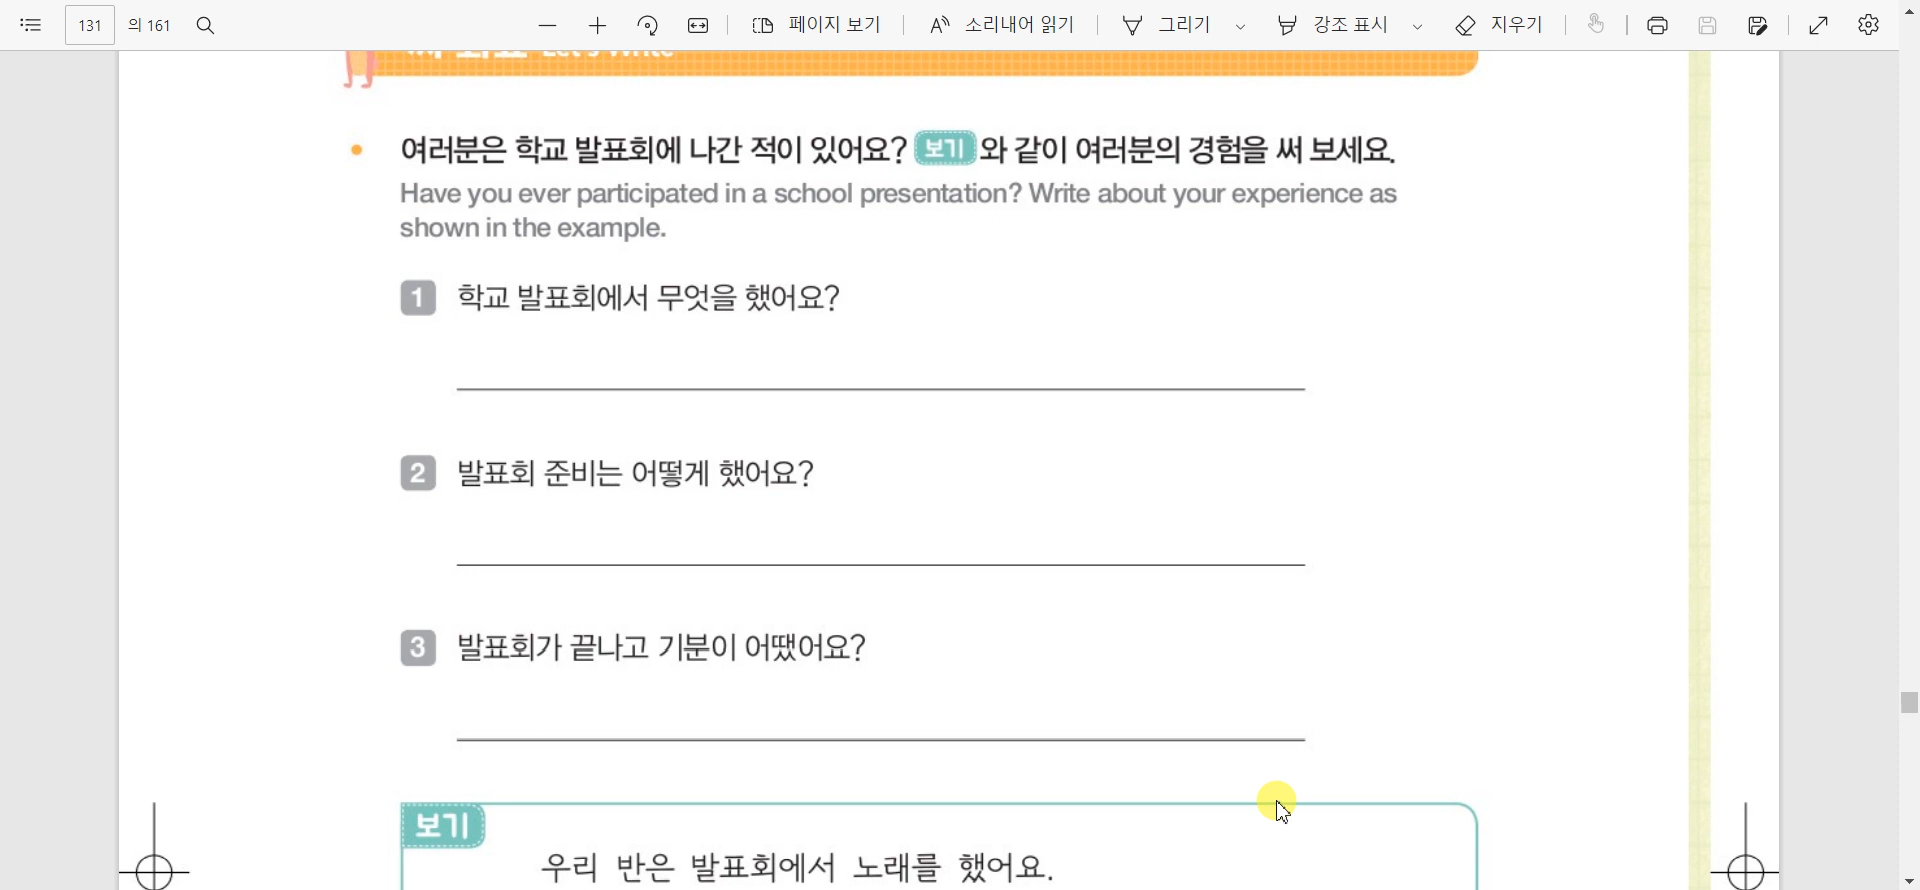 131 의 161 페이지 보기 소리내어 읽기 그리기 강조 표시 지우기
Let's Write
여러분은 학교 발표회에 나간 적이 있어요? 보기 와 같이 여러분의 경험을 써 보세요.
Have you ever participated in a school presentation? Write about your experience as
shown in the example.
1 학교 발표회에서 무엇을 했어요?
2 발표회 준비는 어떻게 했어요?
3 발표회가 끝나고 기분이 어땠어요?
보기
우리 반은 발표회에서 노래를 했어요.